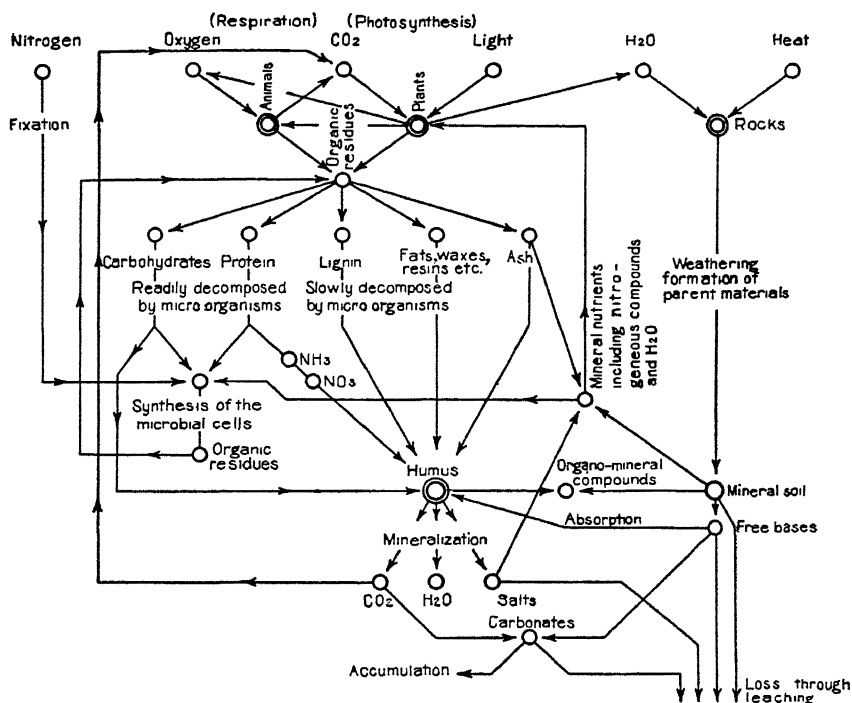 (Respiration) (Photosynthesis)
Nitrogen Oxygen CO2 Light H2O Heat
Animals
Plants
Fixation
Organic
residues
Rocks
Carbohydrates Protein Lignin Fats, waxes,
resins etc. Ash
Readily decomposed
by micro organisms
Slowly decomposed
by micro organisms
Weathering
formation of
parent materials
Mineral nutrients
including nitro-
geneous compounds
and H2O
NH3
NO3
Synthesis of the
microbial cells
Organic
residues
Humus
Organo-mineral
compounds
Mineral soil
Absorption
Free bases
Mineralization
CO2 H2O Salts
Carbonates
Accumulation
Loss through
leaching